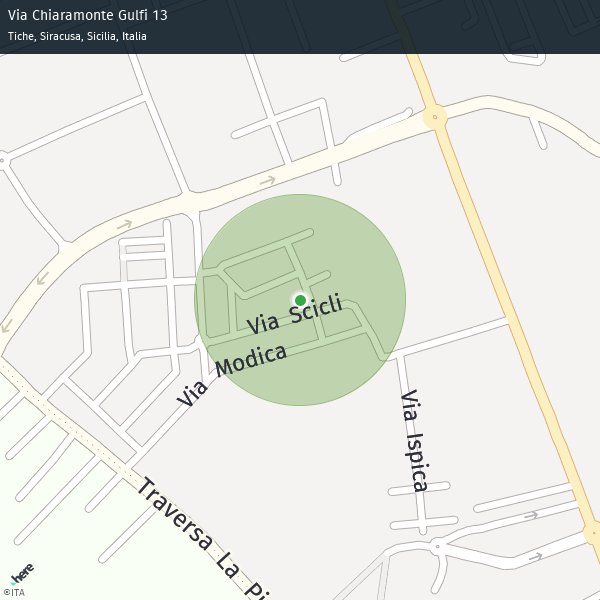 Via Chiaramonte Gulfi 13
Tiche, Siracusa, Sicilia, Italia
Via Scicli
Via Modica
Via Ispica
Traversa La Pi
here
©ITA